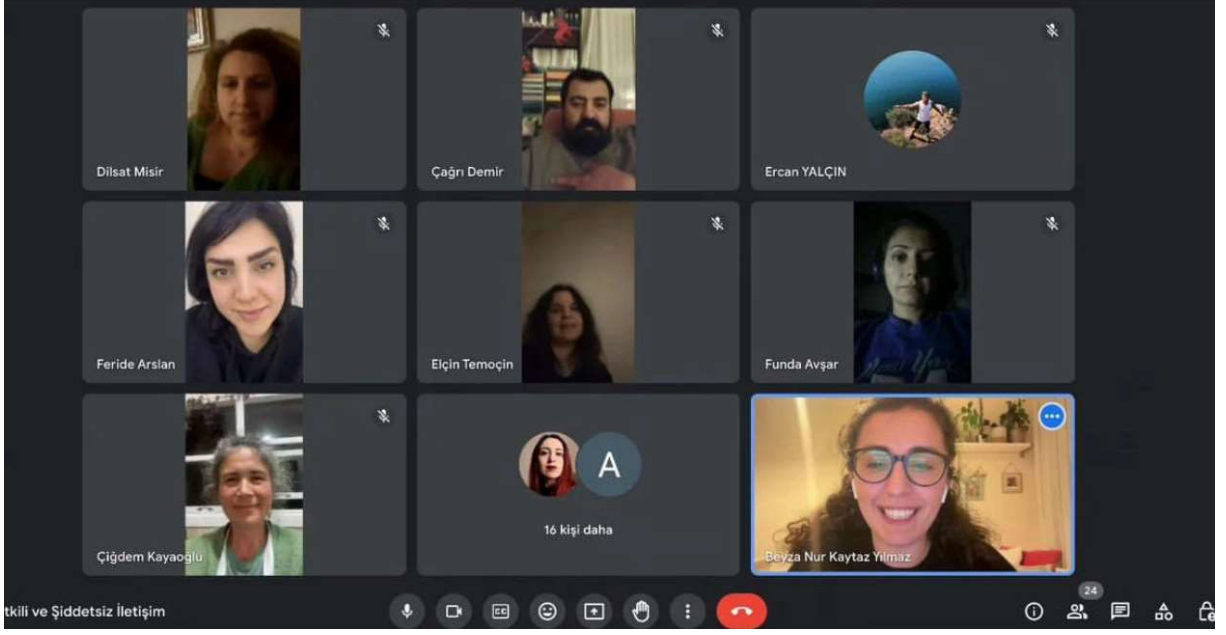 Dilsat Misir
Çağrı Demir
Ercan YALÇIN
Feride Arslan
Elçin Temoçin
Funda Avşar
Çiğdem Kayaoğlu
A
16 kişi daha
Beyza Nur Kaytaz Yılmaz
tkili ve Şiddetsiz İletişim
CC
24